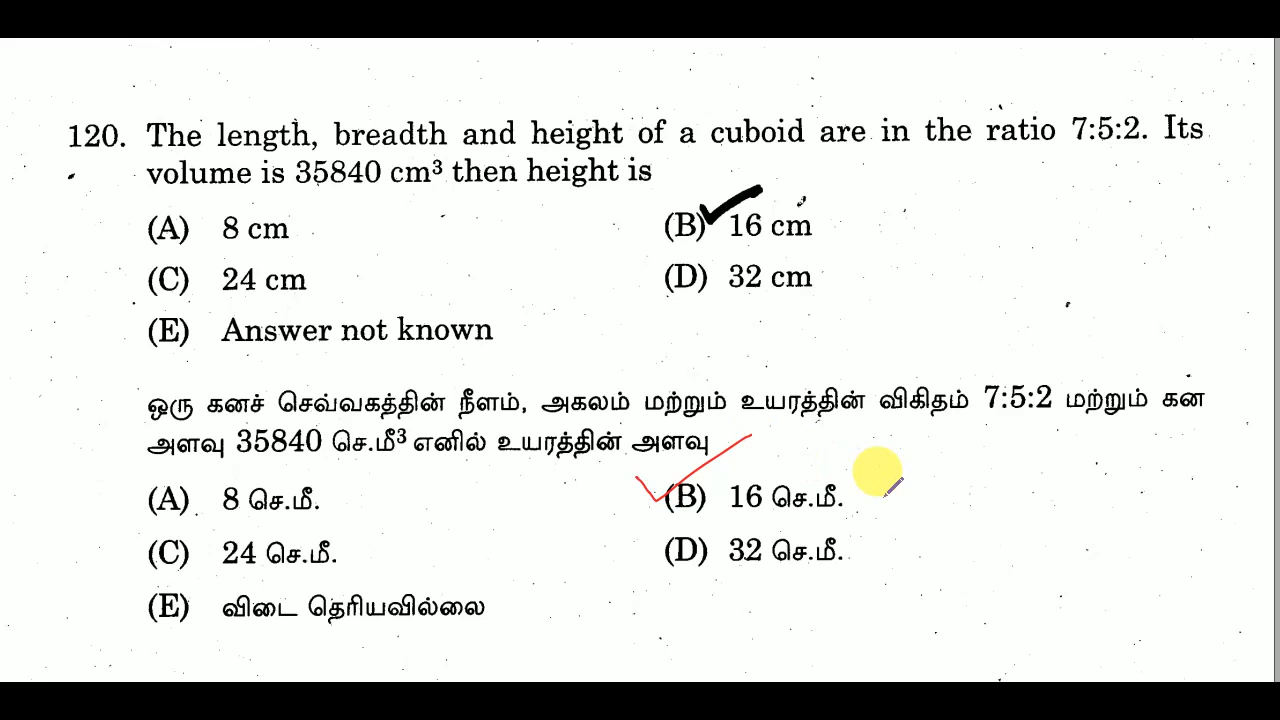 120. The length, breadth and height of a cuboid are in the ratio 7:5:2. Its
volume is 35840 cm³ then height is
(A) 8 cm (B) 16 cm
(C) 24 cm (D) 32 cm
(E) Answer not known
ஒரு கனச் செவ்வகத்தின் நீளம், அகலம் மற்றும் உயரத்தின் விகிதம் 7:5:2 மற்றும் கன
அளவு 35840 செ.மீ³ எனில் உயரத்தின் அளவு
(A) 8 செ.மீ. (B) 16 செ.மீ.
(C) 24 செ.மீ. (D) 32 செ.மீ.
(E) விடை தெரியவில்லை